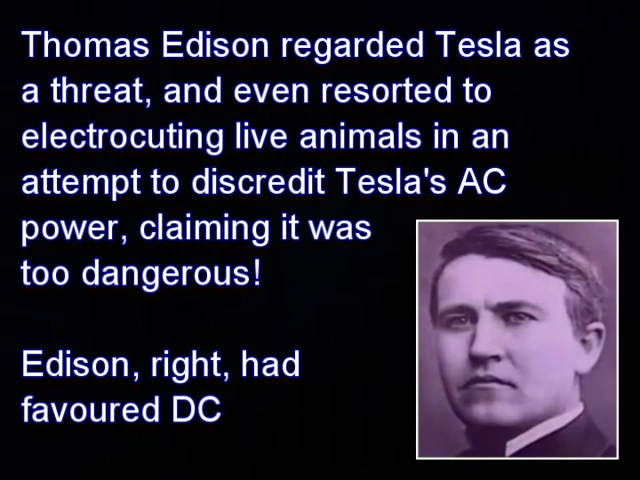 Thomas Edison regarded Tesla as
a threat, and even resorted to
electrocuting live animals in an
attempt to discredit Tesla's AC
power, claiming it was
too dangerous!
Edison, right, had
favoured DC